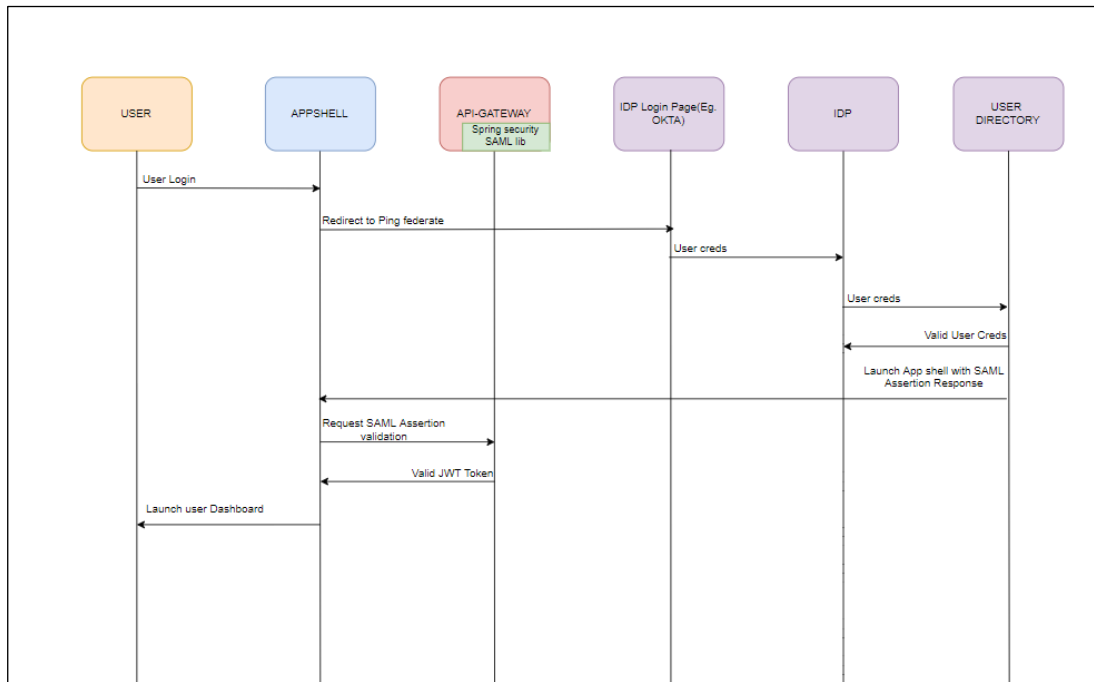 USER
APPSHELL
API-GATEWAY
Spring security
SAML lib
IDP Login Page(Eg.
OKTA)
IDP
USER
DIRECTORY
User Login
Redirect to Ping federate
User creds
User creds
Valid User Creds
Launch App shell with SAML
Assertion Response
Request SAML Assertion
validation
Valid JWT Token
Launch user Dashboard